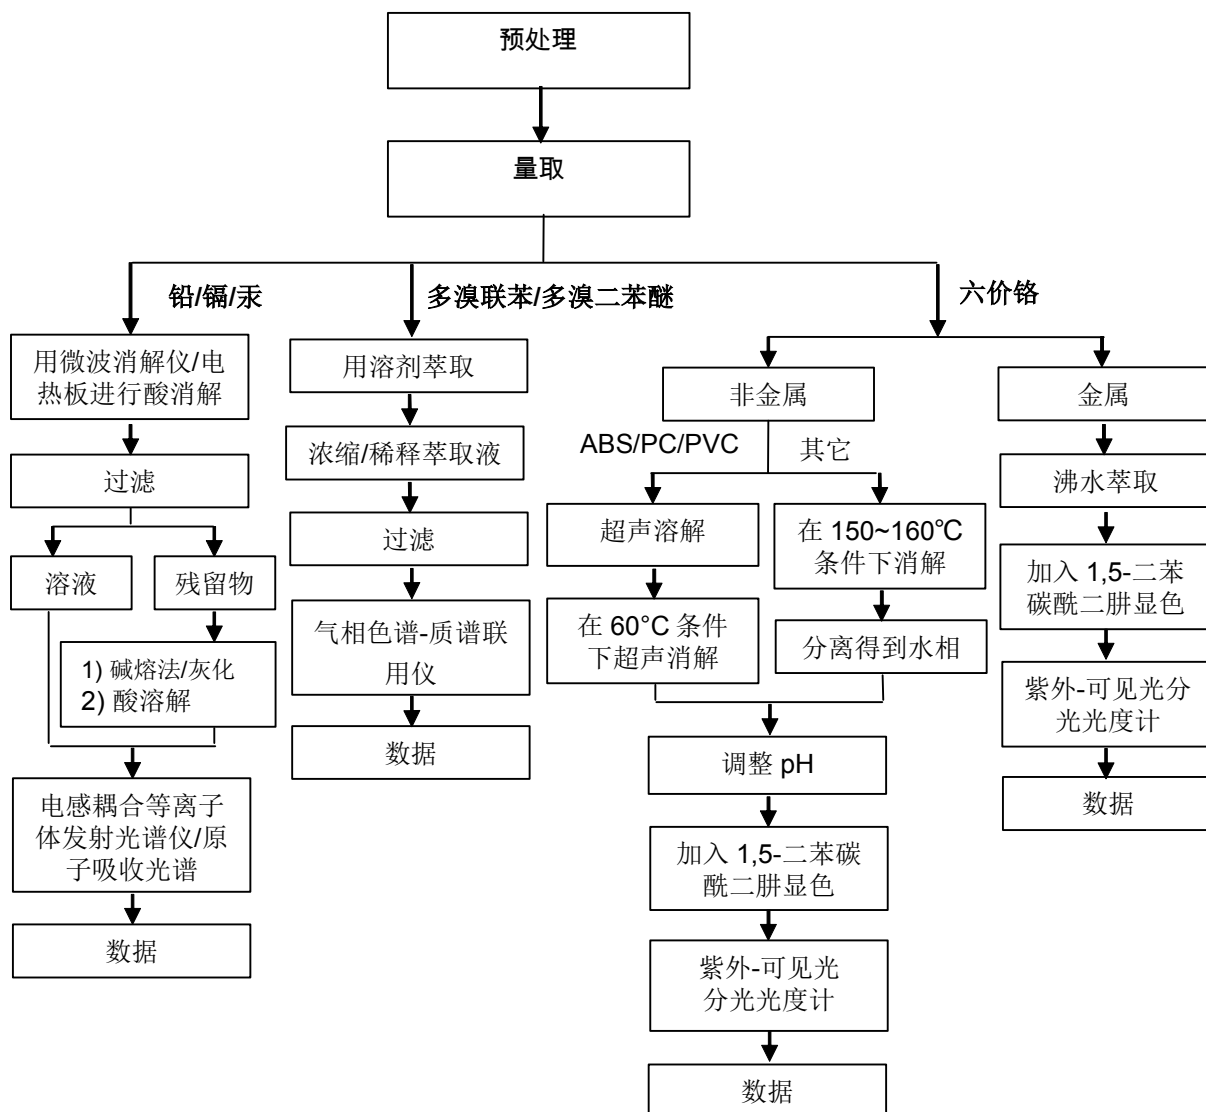 预处理
量取
铅/镉/汞
多溴联苯/多溴二苯醚
六价铬
用微波消解仪/电
热板进行酸消解
过滤
溶液
残留物
1) 碱熔法/灰化
2) 酸溶解
电感耦合等离子
体发射光谱仪/原
子吸收光谱
数据
用溶剂萃取
浓缩/稀释萃取液
过滤
气相色谱-质谱联
用仪
数据
非金属
ABS/PC/PVC
其它
超声溶解
在 60°C 条件
下超声消解
在 150~160℃
条件下消解
分离得到水相
调整 pH
加入 1,5-二苯碳
酰二肼显色
紫外-可见光
分光光度计
数据
金属
沸水萃取
加入 1,5-二苯
碳酰二肼显色
紫外-可见光分
光光度计
数据